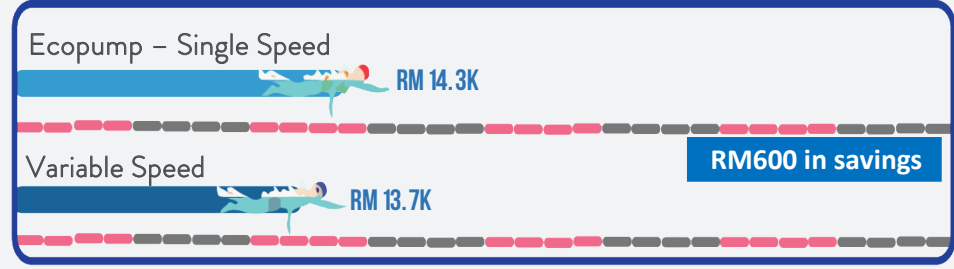 Ecopump – Single Speed
RM 14.3K
RM600 in savings
Variable Speed
RM 13.7K